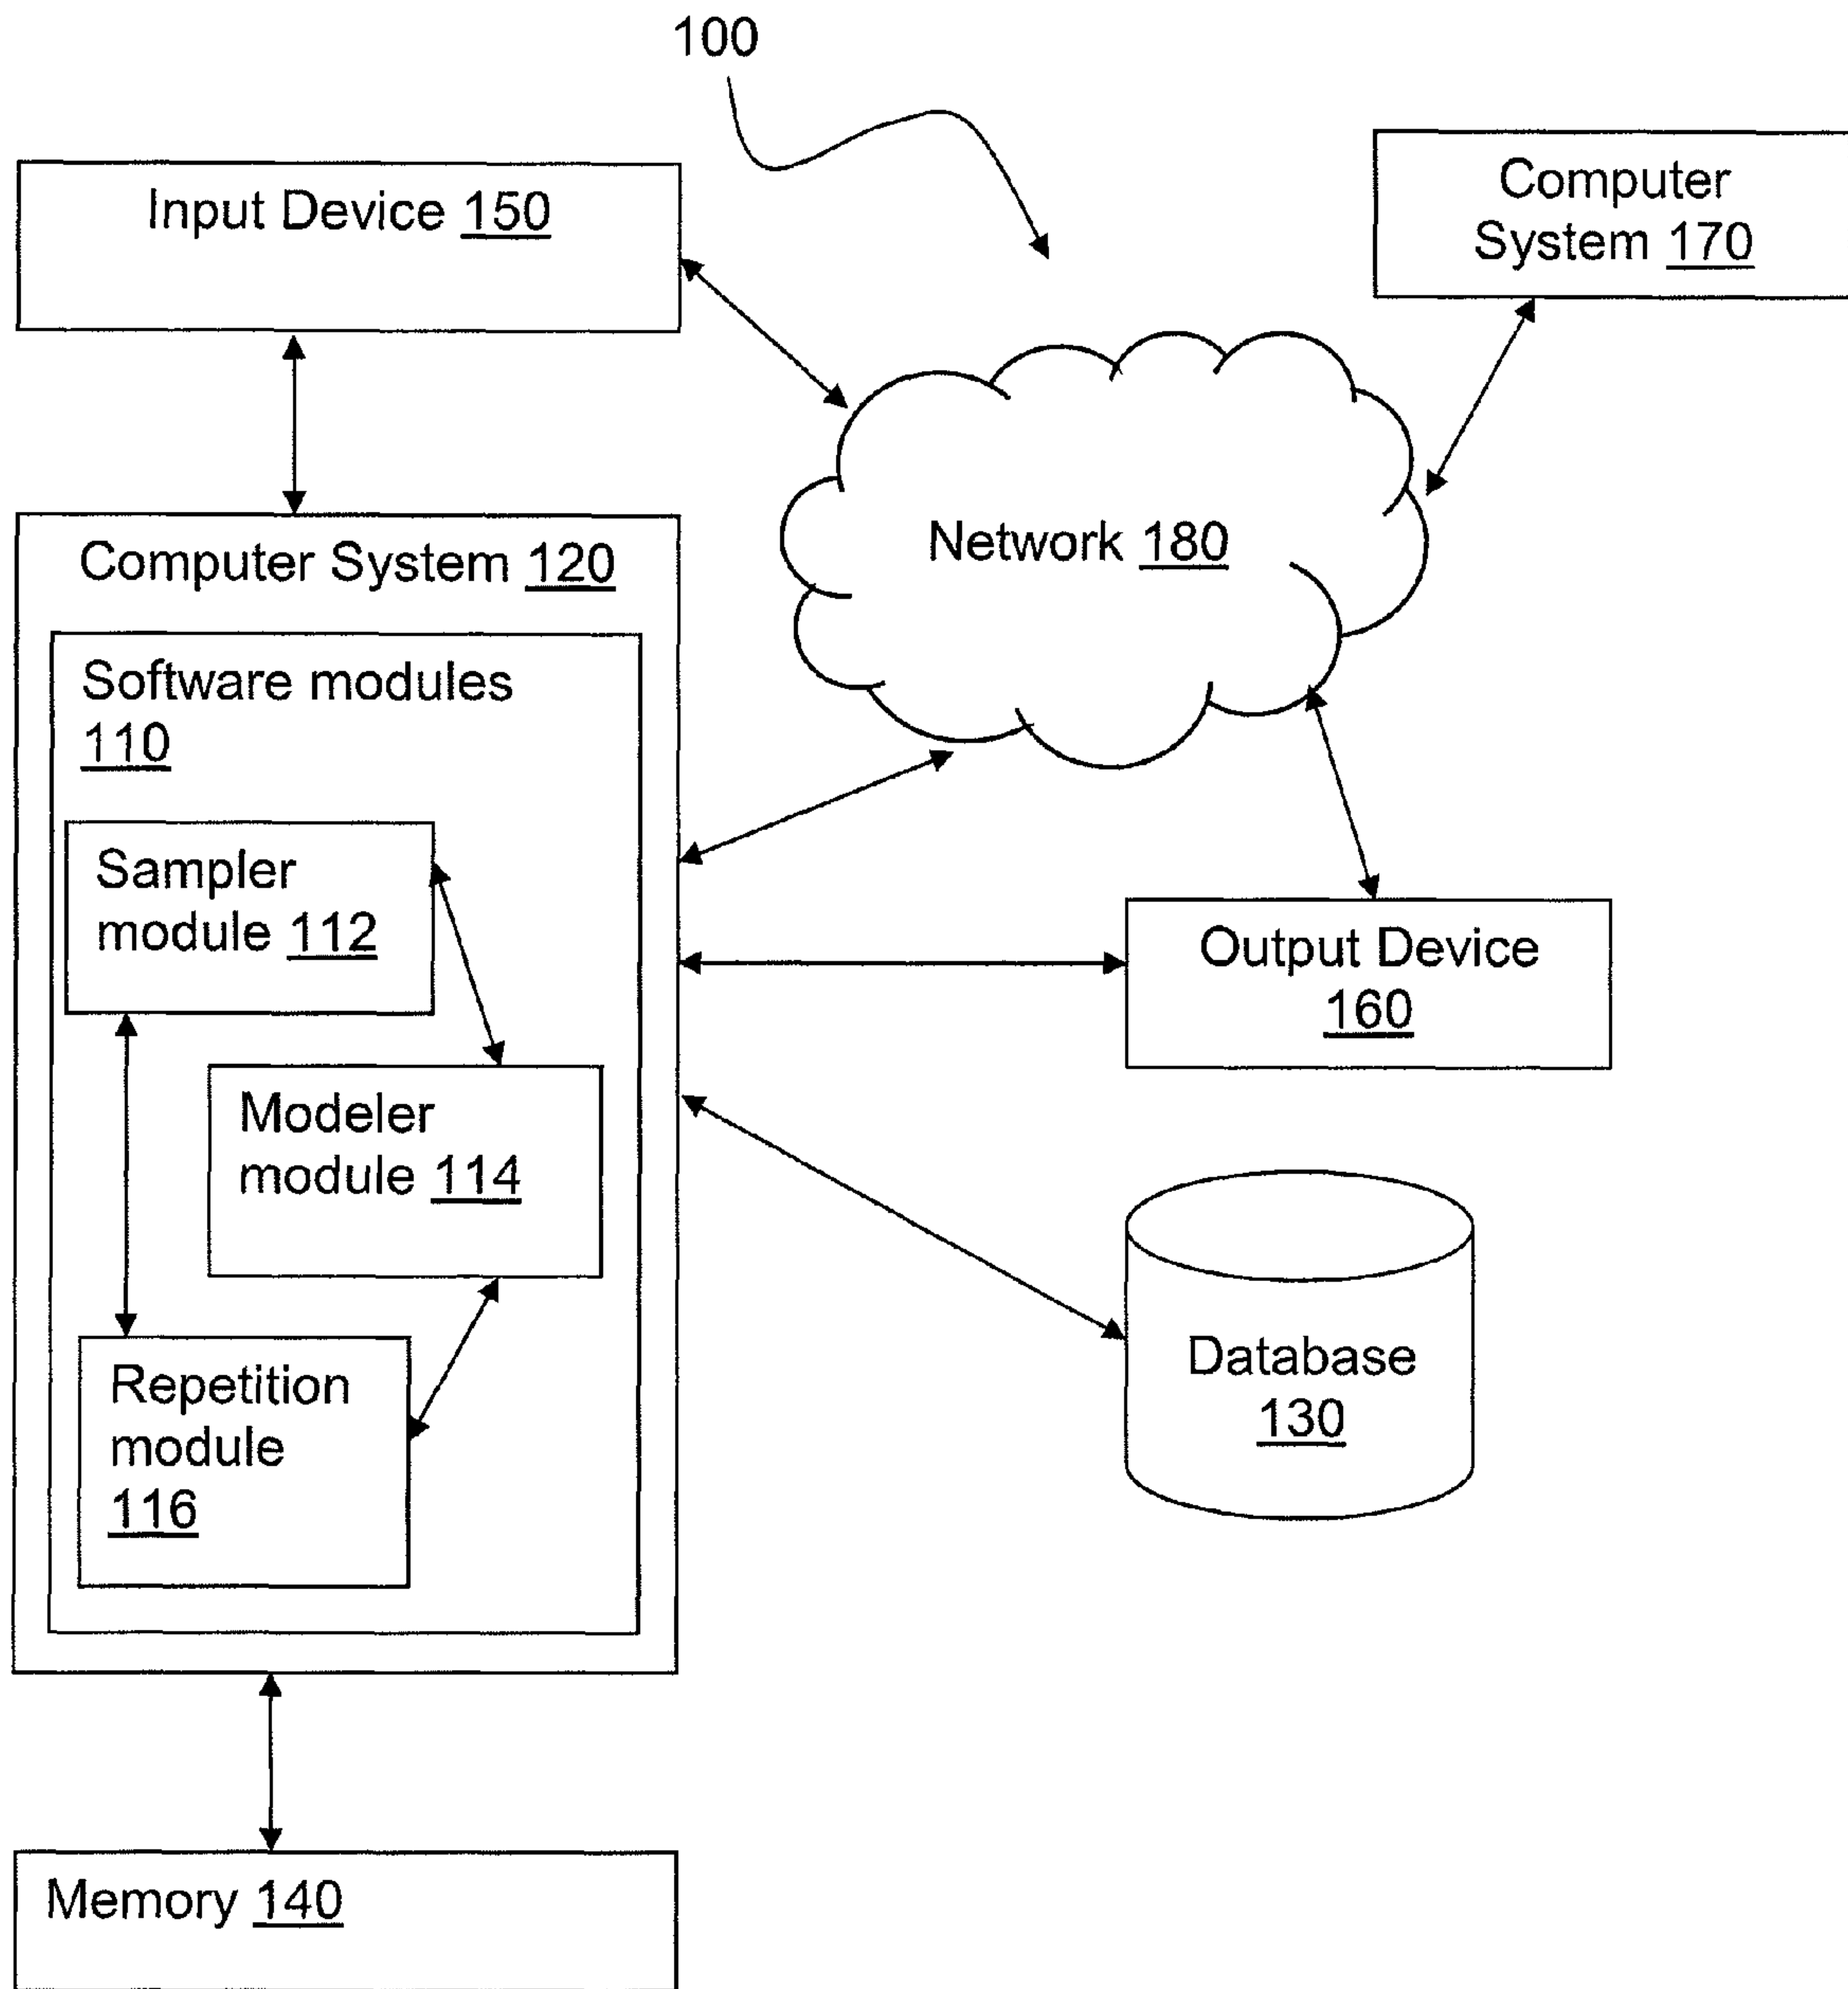 100
Input Device 150
Computer
System 170
Computer System 120
Network 180
Software modules
110
Sampler
module 112
Output Device
160
Modeler
module 114
Database
130
Repetition
module
116
Memory 140